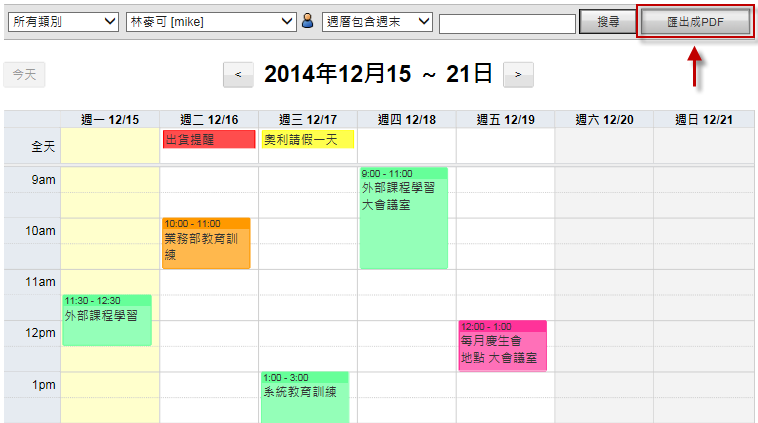 所有類別 林麥可 [mike] 週曆包含週末 搜尋 匯出成PDF
今天 < 2014年12月15 ~ 21日 >
週一 12/15 週二 12/16 週三 12/17 週四 12/18 週五 12/19 週六 12/20 週日 12/21
全天 出貨提醒 奧利請假一天
9am
9:00 - 11:00
外部課程學習
大會議室
10am
10:00 - 11:00
業務部教育訓
練
11am
11:30 - 12:30
外部課程學習
12pm
12:00 - 1:00
每月慶生會
地點 大會議室
1pm
1:00 - 3:00
系統教育訓練